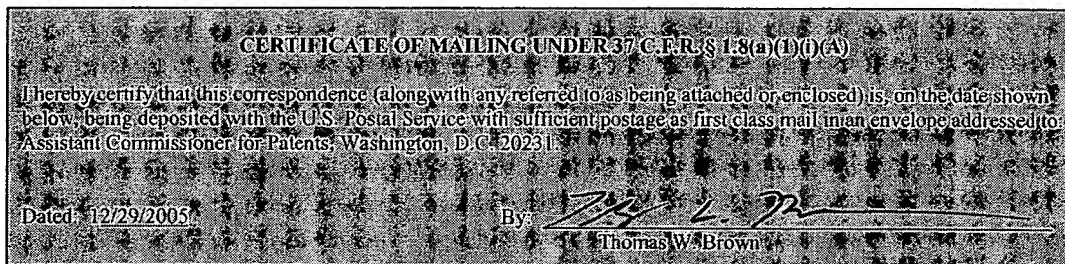 CERTIFICATE OF MAILING UNDER 37 C.F.R. § 1.8(a)(1)(i)(A)
I hereby certify that this correspondence (along with any referred to as being attached or enclosed) is, on the date shown
below, being deposited with the U.S. Postal Service with sufficient postage as first class mail in an envelope addressed to:
Assistant Commissioner for Patents, Washington, D.C. 20231.
Dated: 12/29/2005 By:
Thomas W. Brown